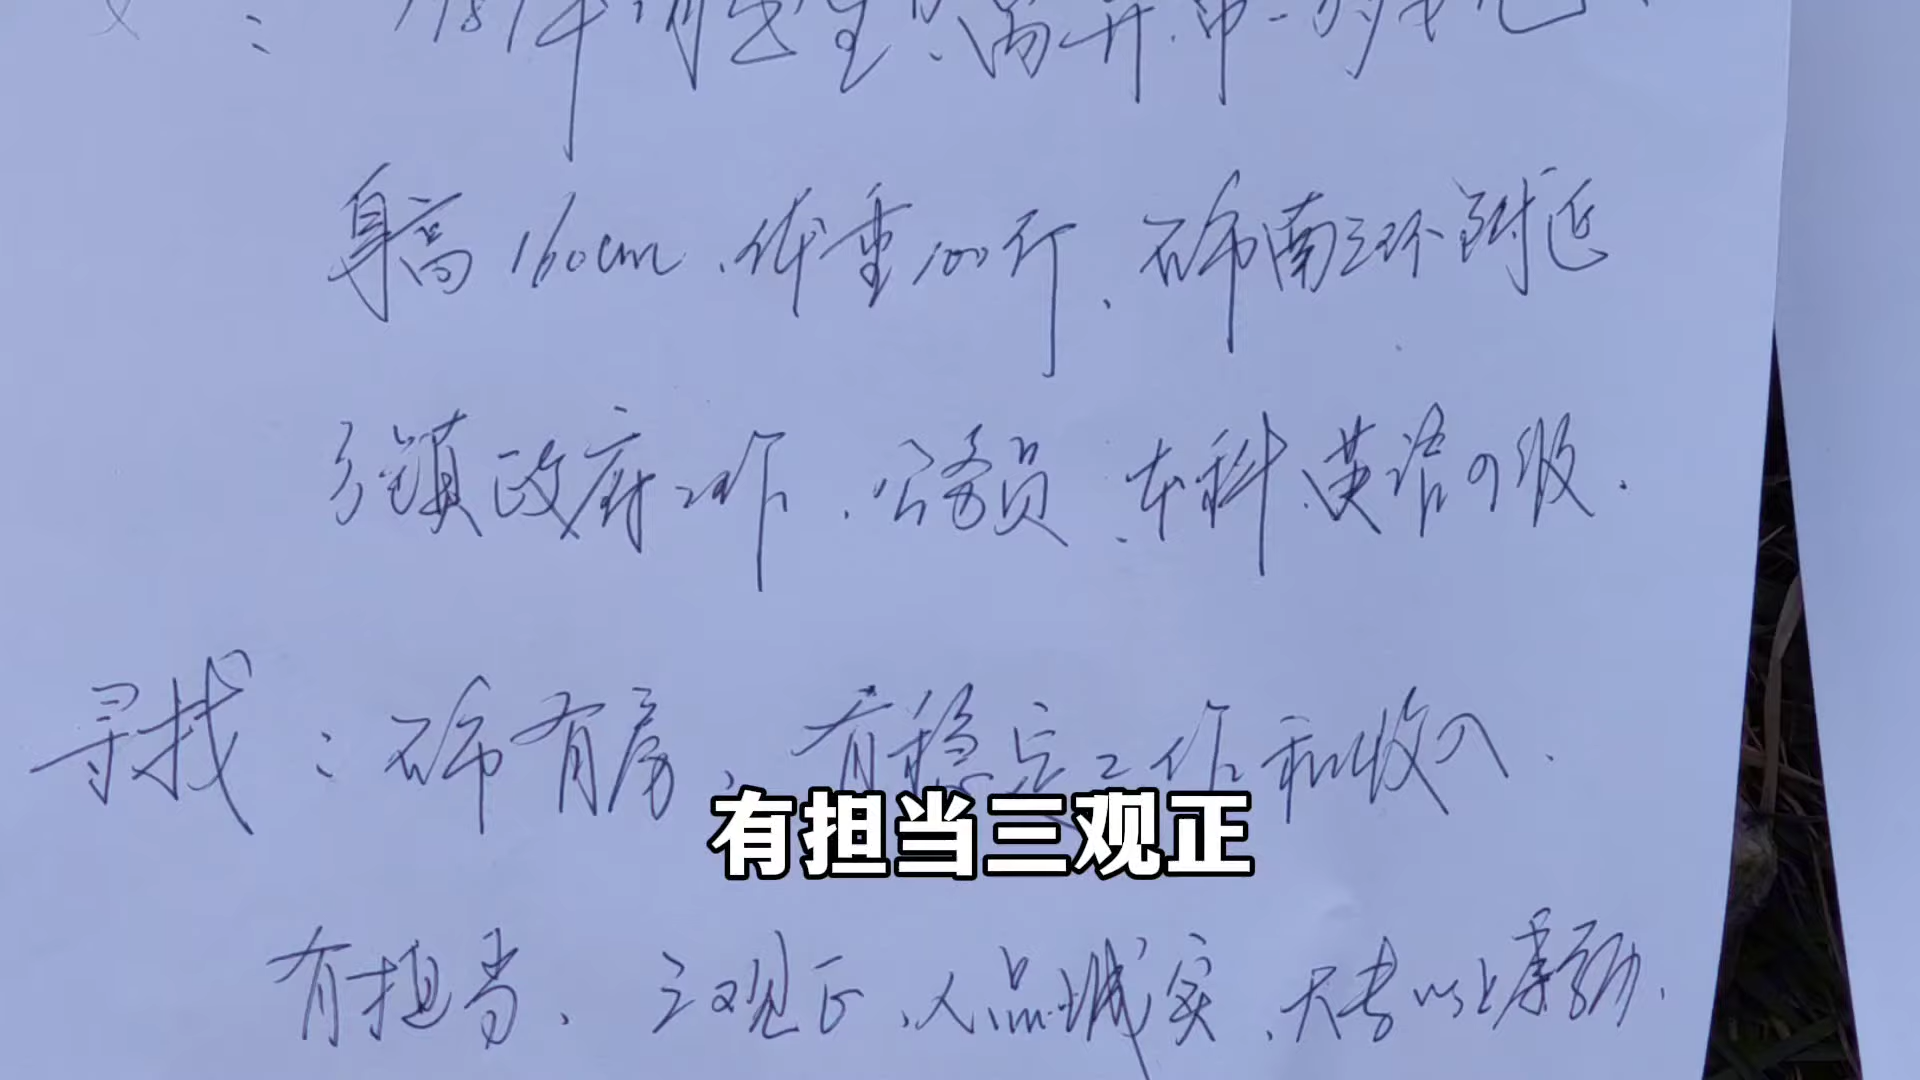 身高160cm、体重100斤、石市南三环附近
乡镇政府工作、公务员、本科、英语四级.
寻找：石市有房、有稳定工作和收入.
有担当三观正
有担当、三观正、人品诚实、大专以上学历.